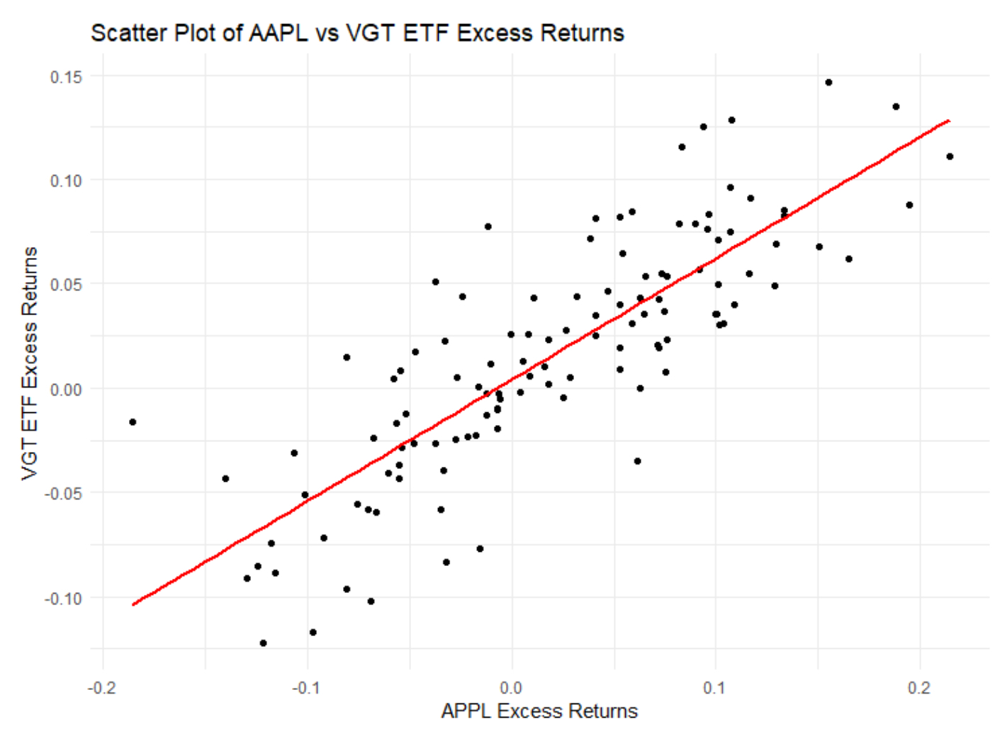 Scatter Plot of AAPL vs VGT ETF Excess Returns
0.15
0.10
0.05
0.00
-0.05
-0.10
VGT ETF Excess Returns
-0.2 -0.1 0.0 0.1 0.2
APPL Excess Returns